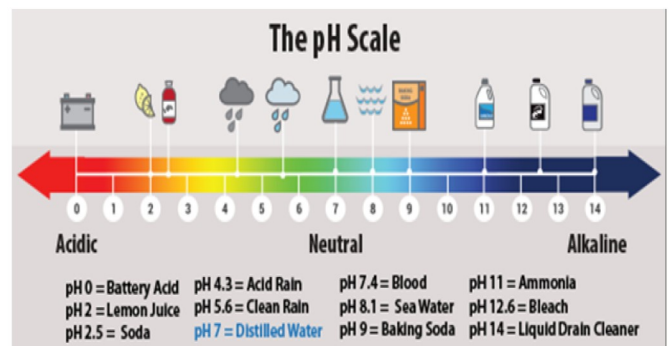 The pH Scale
0 1 2 3 4 5 6 7 8 9 10 11 12 13 14
Acidic Neutral Alkaline
pH 0 = Battery Acid pH 4.3 = Acid Rain pH 7.4 = Blood pH 11 = Ammonia
pH 2 = Lemon Juice pH 5.6 = Clean Rain pH 8.1 = Sea Water pH 12.6 = Bleach
pH 2.5 = Soda pH 7 = Distilled Water pH 9 = Baking Soda pH 14 = Liquid Drain Cleaner